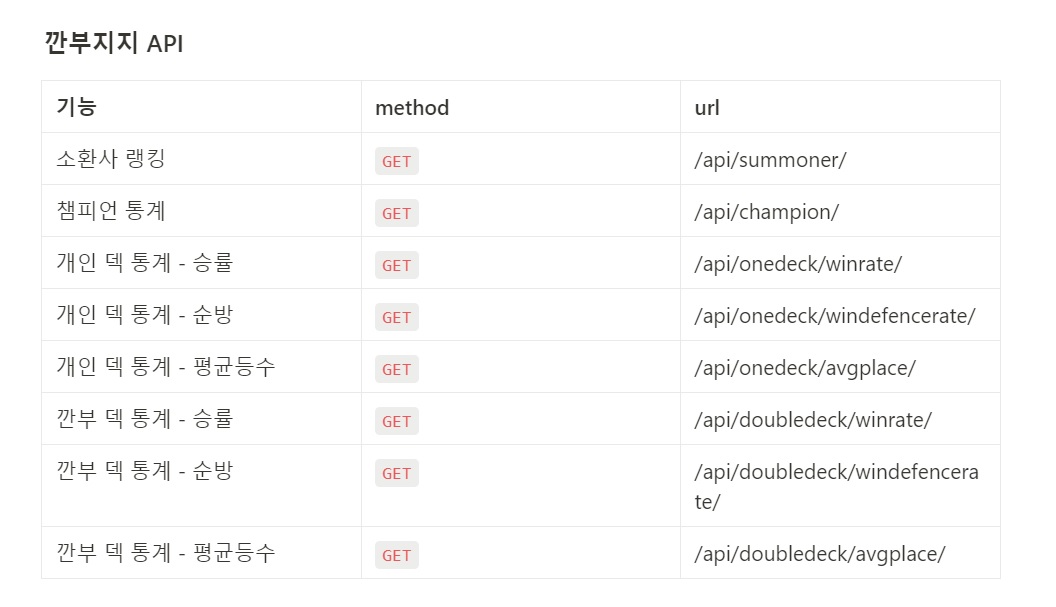 깐부지지 API
기능 method url
소환사 랭킹 GET /api/summoner/
챔피언 통계 GET /api/champion/
개인 덱 통계 - 승률 GET /api/onedeck/winrate/
개인 덱 통계 - 순방 GET /api/onedeck/windefencerate/
개인 덱 통계 - 평균등수 GET /api/onedeck/avgplace/
깐부 덱 통계 - 승률 GET /api/doubledeck/winrate/
깐부 덱 통계 - 순방 GET /api/doubledeck/windefencera
te/
깐부 덱 통계 - 평균등수 GET /api/doubledeck/avgplace/